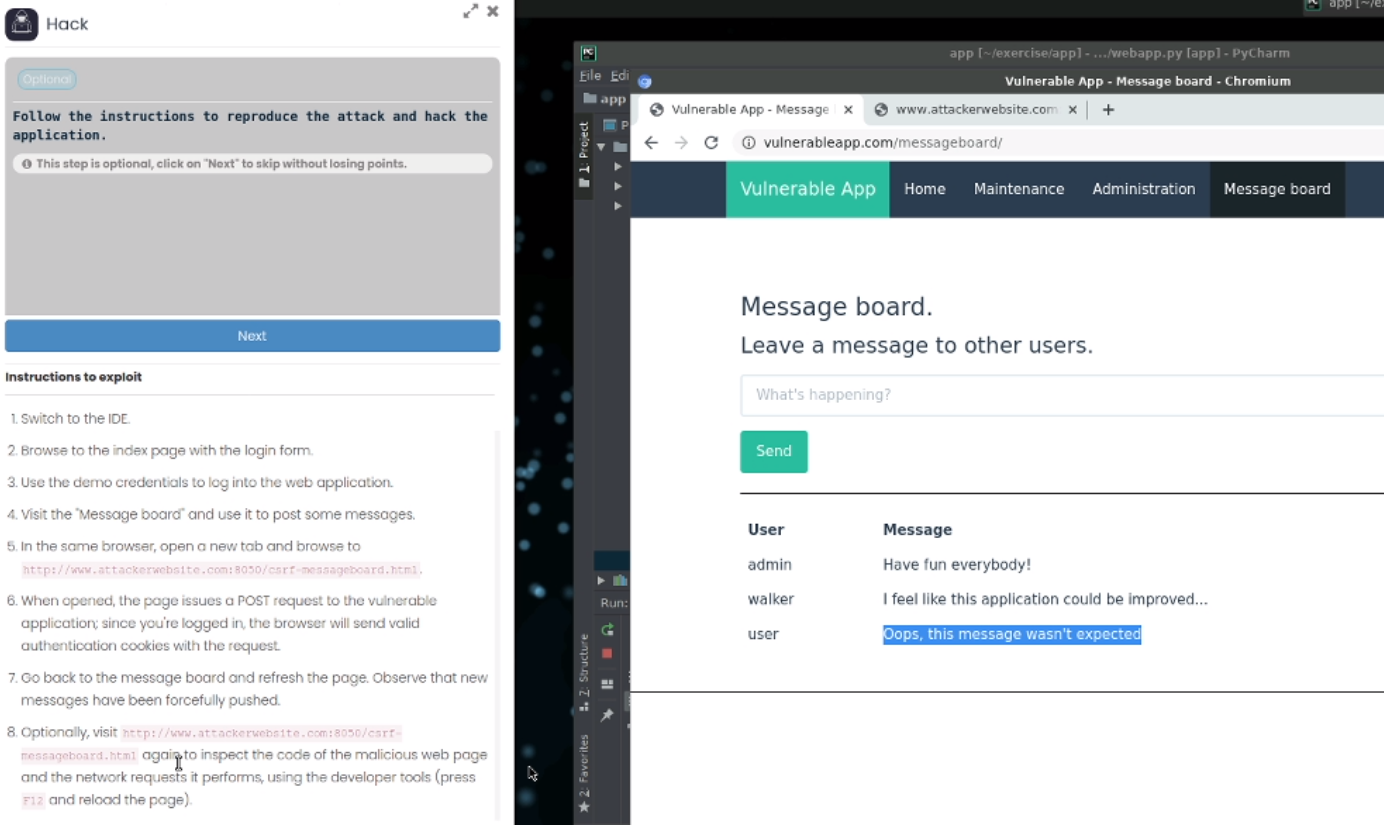 Hack
Optional
Follow the instructions to reproduce the attack and hack the
application.
This step is optional, click on "Next" to skip without losing points.
Next
Instructions to exploit
1. Switch to the IDE.
2. Browse to the index page with the login form.
3. Use the demo credentials to log into the web application.
4. Visit the "Message board" and use it to post some messages.
5. In the same browser, open a new tab and browse to
http://www.attackerwebsite.com:8050/csrf-messageboard.html.
6. When opened, the page issues a POST request to the vulnerable
application; since you're logged in, the browser will send valid
authentication cookies with the request.
7. Go back to the message board and refresh the page. Observe that new
messages have been forcefully pushed.
8. Optionally, visit http://www.attackerwebsite.com:8050/csrf-
messageboard.html again to inspect the code of the malicious web page
and the network requests it performs, using the developer tools (press
F12 and reload the page).
app [~/ex
app [~/exercise/app] - .../webapp.py [app] - PyCharm
File Edi
app
P
1: Project
Run:
7: Structure
2: Favorites
Vulnerable App - Message board - Chromium
Vulnerable App - Message
www.attackerwebsite.com
vulnerableapp.com/messageboard/
Vulnerable App Home Maintenance Administration Message board
Message board.
Leave a message to other users.
What's happening?
Send
User Message
admin Have fun everybody!
walker I feel like this application could be improved...
user Oops, this message wasn't expected